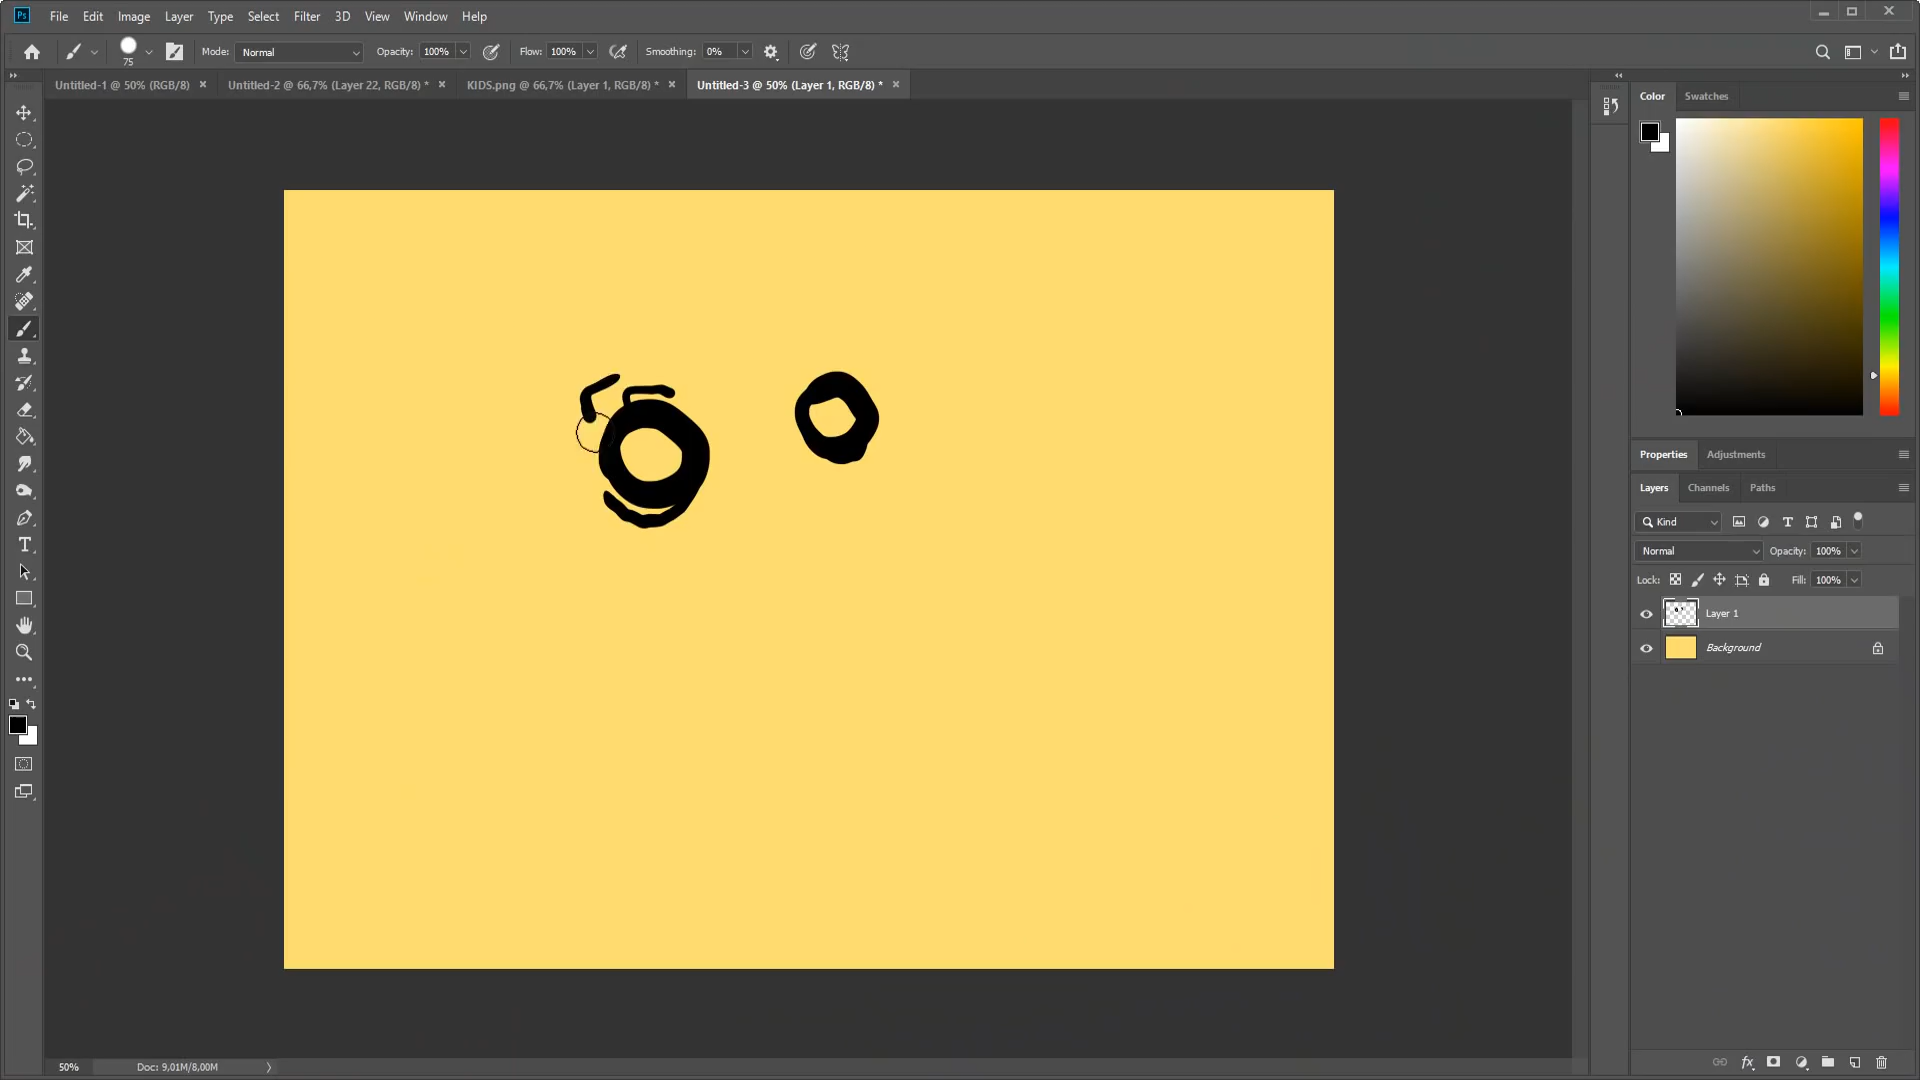 Ps File Edit Image Layer Type Select Filter 3D View Window Help
75 Mode: Normal Opacity: 100% Flow: 100% Smoothing: 0%
Untitled-1 @ 50% (RGB/8) Untitled-2 @ 66,7% (Layer 22, RGB/8) * KIDS.png @ 66,7% (Layer 1, RGB/8) * Untitled-3 @ 50% (Layer 1, RGB/8) *
Color Swatches
Properties Adjustments
Layers Channels Paths
Kind
Normal Opacity: 100%
Lock: Fill: 100%
Layer 1
Background
50% Doc: 9,01M/8,00M